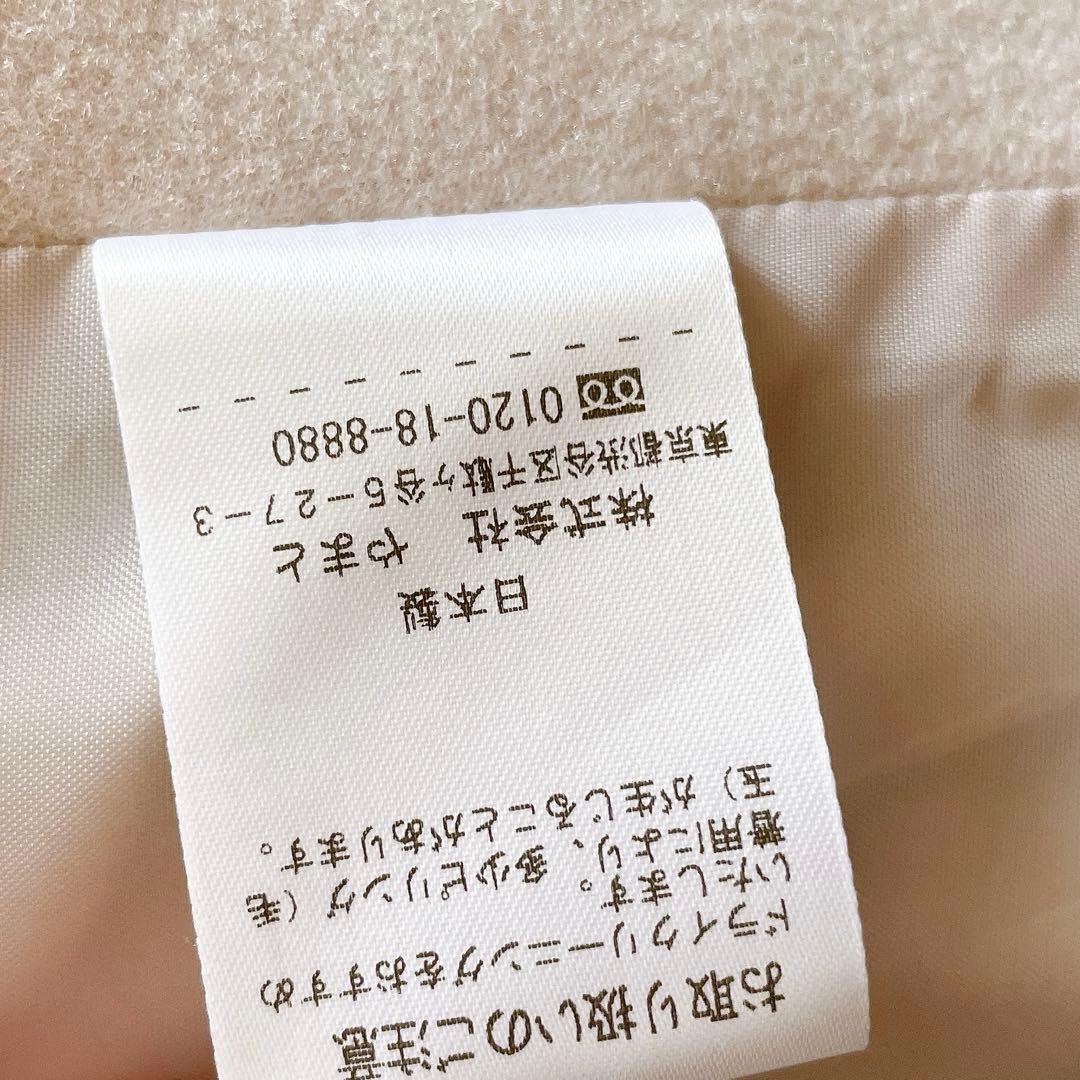 お取り扱いのご注意
ドライクリーニングをおすすめ
いたします。
着用により、多少ピリング（毛
玉）が生じることがあります。
日本製
株式会社　やまと
東京都渋谷区千駄ヶ谷5-27-3
0120-18-8880